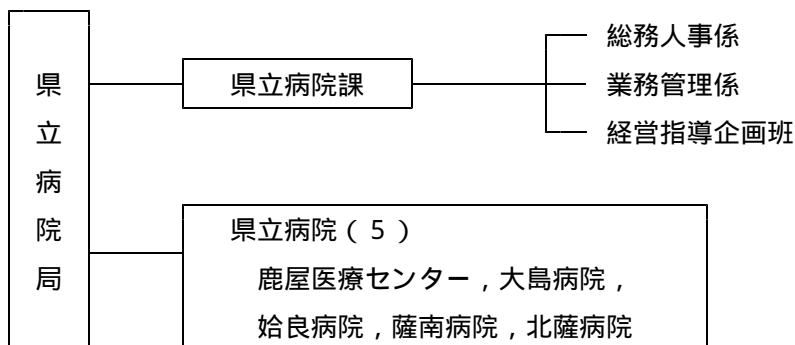 県立病院局
県立病院課
総務人事係
業務管理係
経営指導企画班
県立病院(5)
鹿屋医療センター,大島病院,
姶良病院,薩南病院,北薩病院